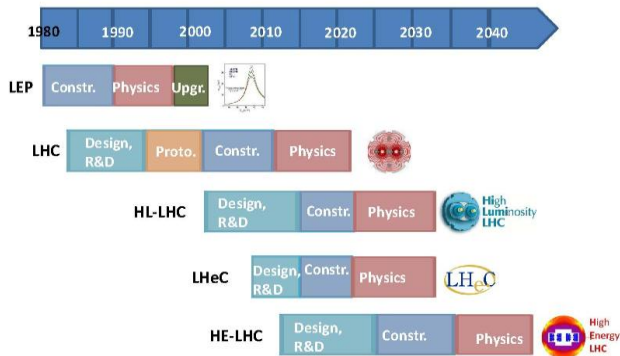 1980 1990 2000 2010 2020 2030 2040
LEP Constr. Physics Upgr.
LHC Design, R&D Proto. Constr. Physics
HL-LHC Design, R&D Constr. Physics
High
Luminosity
LHC
LHeC Design, R&D Constr. Physics
LHeC
HE-LHC Design, R&D Constr. Physics
High
Energy
LHC